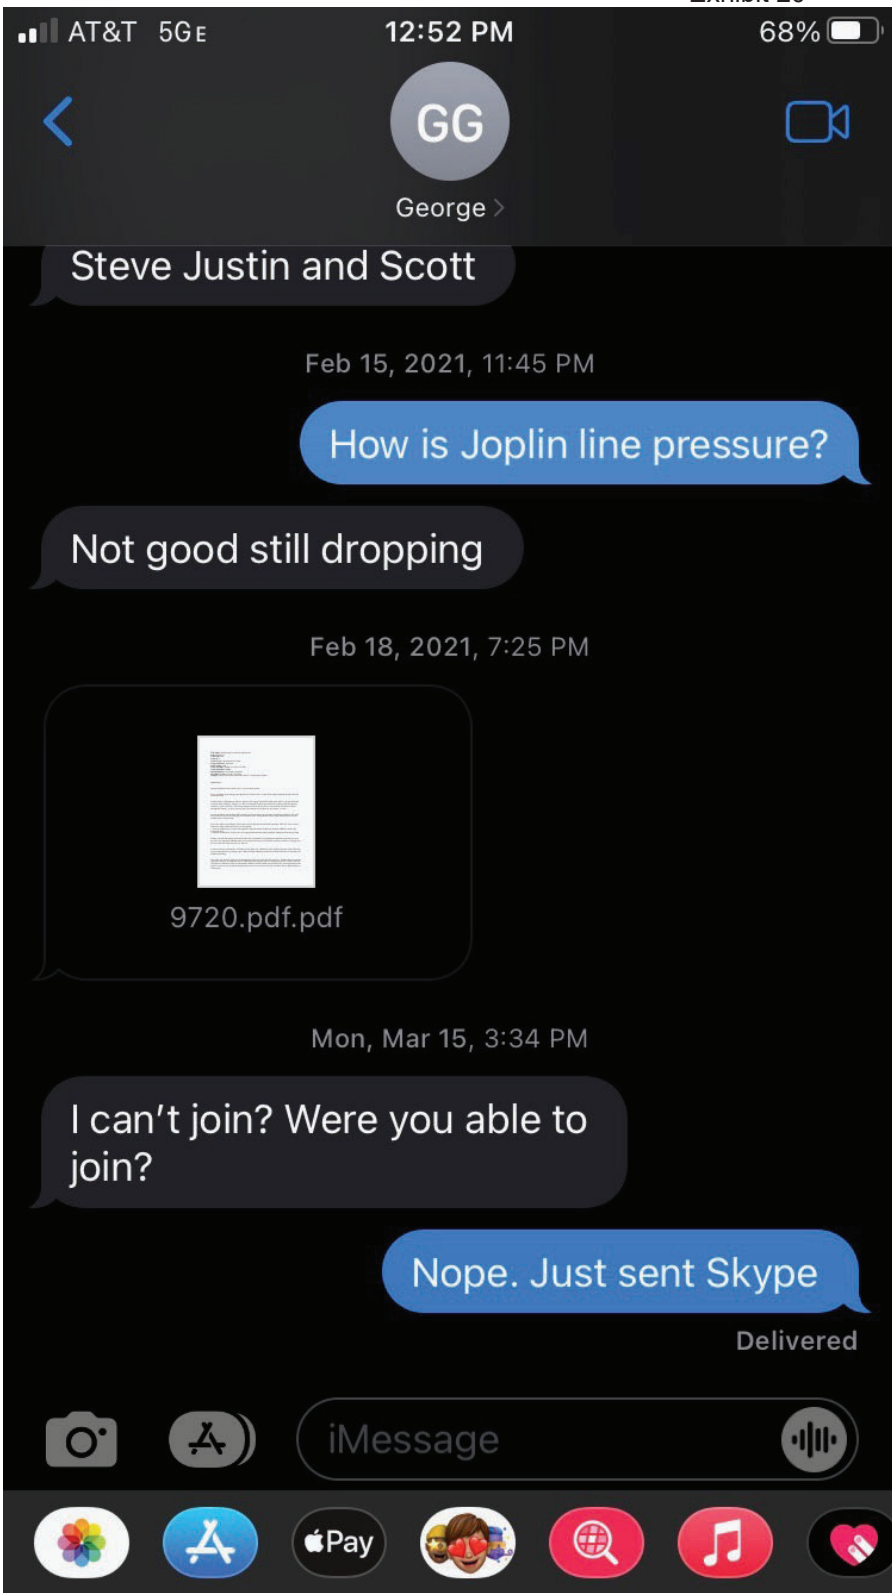 AT&T 5GE 12:52 PM 68%
GG
George >
Steve Justin and Scott
Feb 15, 2021, 11:45 PM
How is Joplin line pressure?
Not good still dropping
Feb 18, 2021, 7:25 PM
9720.pdf.pdf
Mon, Mar 15, 3:34 PM
I can't join? Were you able to
join?
Nope. Just sent Skype
Delivered
iMessage
Pay